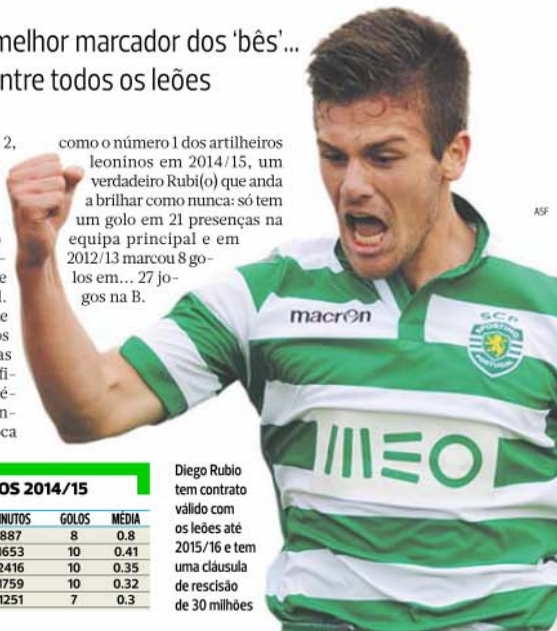 melhor marcador dos ‘bês’...
ntre todos os leões
2,
como o número 1 dos artilheiros
leoninos em 2014/15, um
verdadeiro Rubi(o) que anda
a brilhar como nunca: só tem
um golo em 21 presenças na
equipa principal e em
2012/13 marcou 8 go-
los em... 27 jo-
gos na B.
ASF
macron
SCP
SPORTING
PORTUGAL
MEO
OS 2014/15
INUTOS GOLOS MÉDIA
887 8 0.8
1653 10 0.41
2416 10 0.35
1759 10 0.32
1251 7 0.3
Diego Rubio
tem contrato
válido com
os leões até
2015/16 e tem
uma cláusula
de rescisão
de 30 milhões